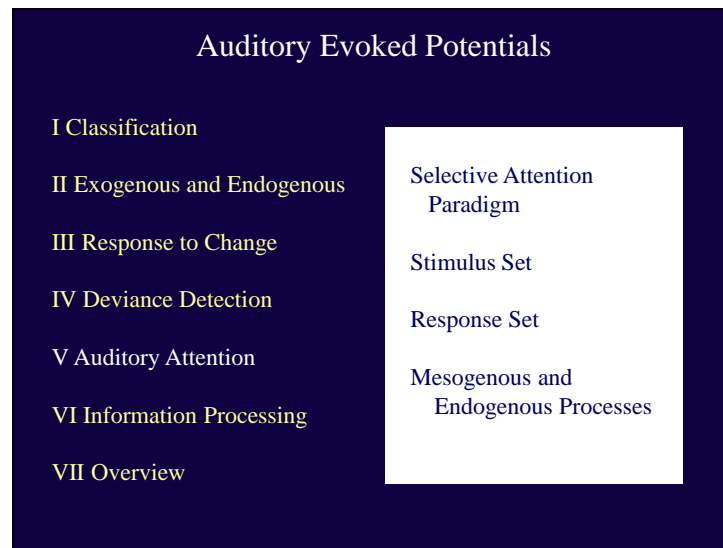 Auditory Evoked Potentials
I Classification
II Exogenous and Endogenous
III Response to Change
IV Deviance Detection
V Auditory Attention
VI Information Processing
VII Overview
Selective Attention
Paradigm
Stimulus Set
Response Set
Mesogenous and
Endogenous Processes